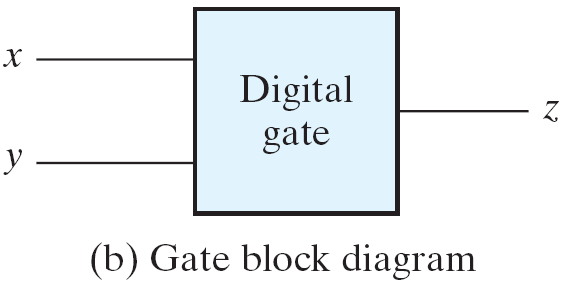 x
Digital
gate
z
y
(b) Gate block diagram